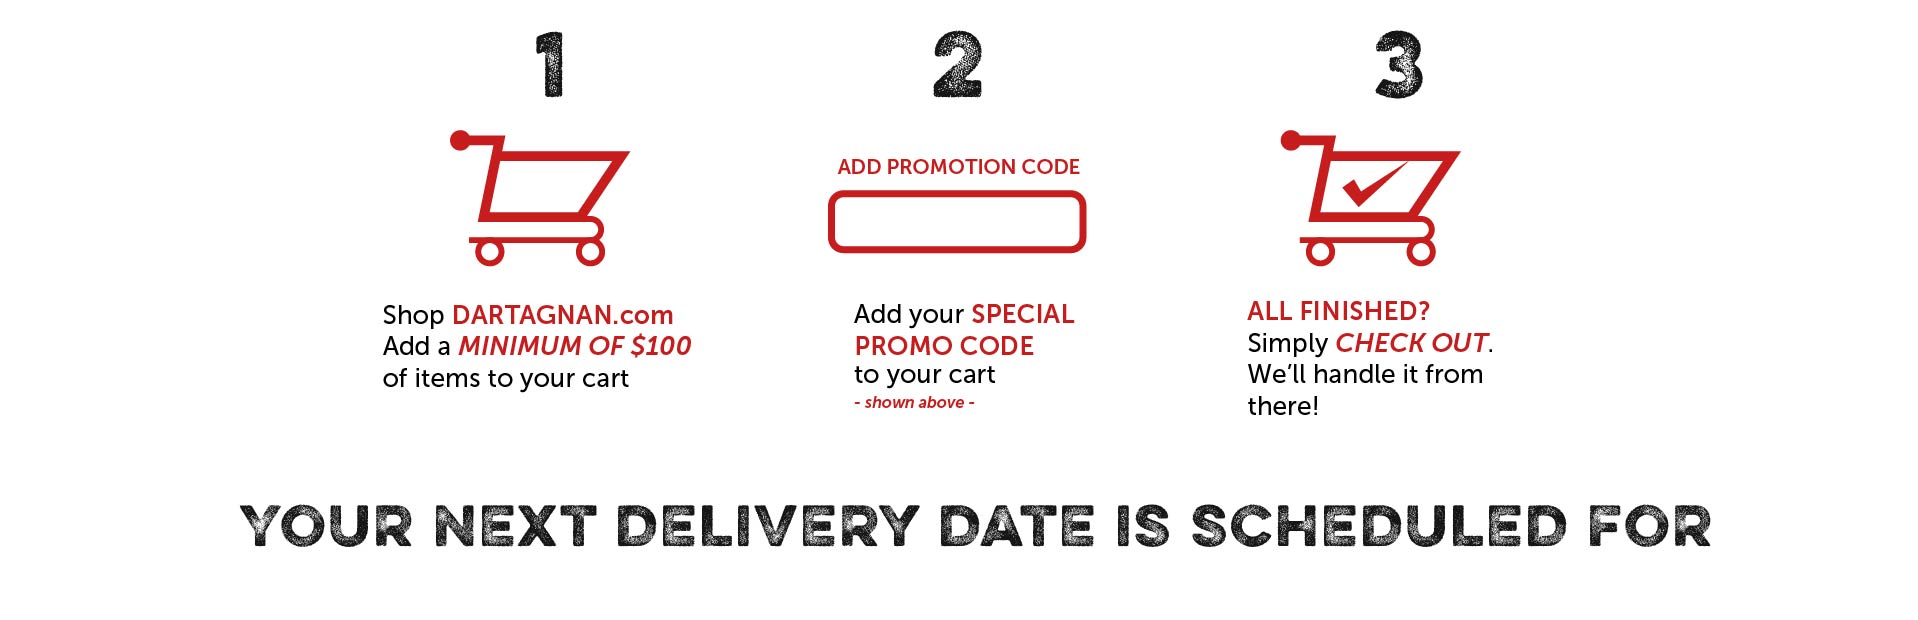 1
Shop DARTAGNAN.com
Add a MINIMUM OF $100
of items to your cart
2
ADD PROMOTION CODE
Add your SPECIAL
PROMO CODE
to your cart
- shown above -
3
ALL FINISHED?
Simply CHECK OUT.
We'll handle it from
there!
YOUR NEXT DELIVERY DATE IS SCHEDULED FOR